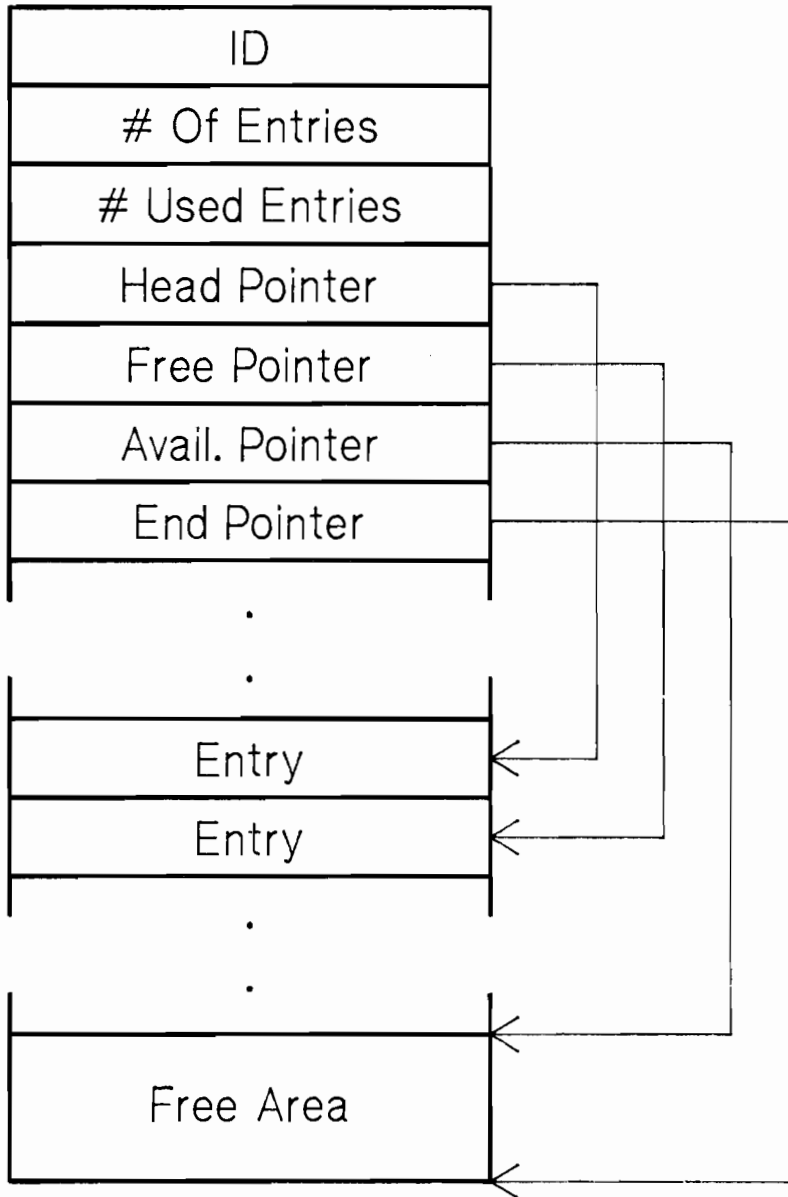 ID
# Of Entries
# Used Entries
Head Pointer
Free Pointer
Avail. Pointer
End Pointer
Entry
Entry
Free Area